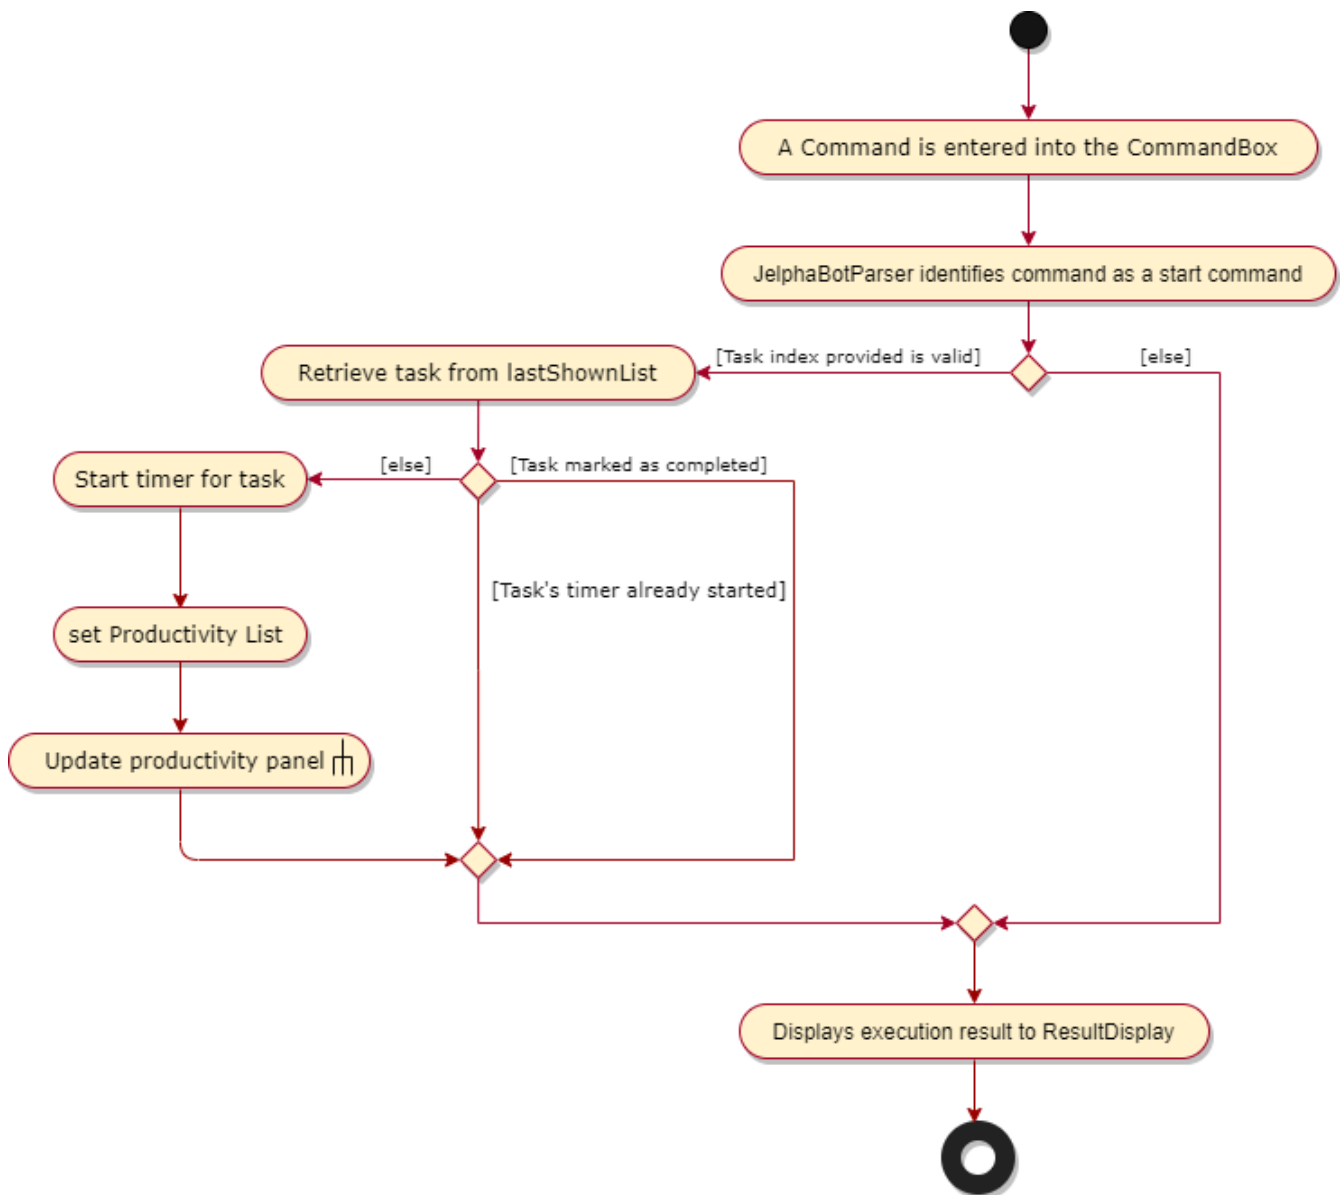 A Command is entered into the CommandBox
JelphaBotParser identifies command as a start command
[Task index provided is valid]
[else]
Retrieve task from lastShownList
[else]
[Task marked as completed]
Start timer for task
[Task's timer already started]
set Productivity List
Update productivity panel
Displays execution result to ResultDisplay